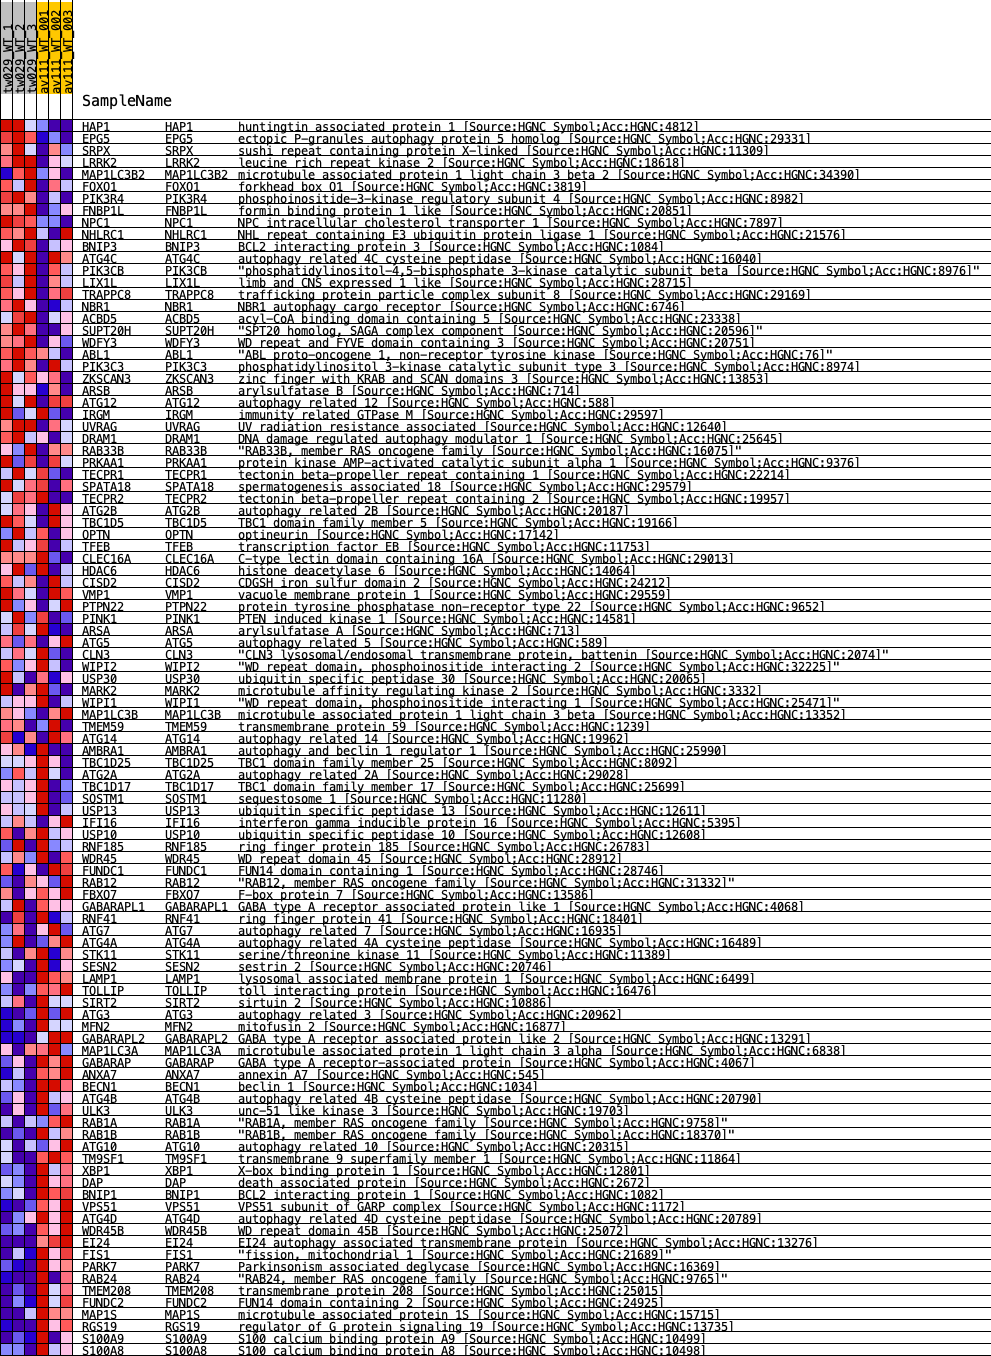 tw029_WT_1
tw029_WT_2
tw029_WT_3
av111_WT_001
av111_WT_002
av111_WT_003
SampleName
HAP1 HAP1 huntingtin associated protein 1 [Source:HGNC Symbol;Acc:HGNC:4812]
EPG5 EPG5 ectopic P-granules autophagy protein 5 homolog [Source:HGNC Symbol;Acc:HGNC:29331]
SRPX SRPX sushi repeat containing protein X-linked [Source:HGNC Symbol;Acc:HGNC:11309]
LRRK2 LRRK2 leucine rich repeat kinase 2 [Source:HGNC Symbol;Acc:HGNC:18618]
MAP1LC3B2 MAP1LC3B2 microtubule associated protein 1 light chain 3 beta 2 [Source:HGNC Symbol;Acc:HGNC:34390]
FOXO1 FOXO1 forkhead box O1 [Source:HGNC Symbol;Acc:HGNC:3819]
PIK3R4 PIK3R4 phosphoinositide-3-kinase regulatory subunit 4 [Source:HGNC Symbol;Acc:HGNC:8982]
FNBP1L FNBP1L formin binding protein 1 like [Source:HGNC Symbol;Acc:HGNC:20851]
NPC1 NPC1 NPC intracellular cholesterol transporter 1 [Source:HGNC Symbol;Acc:HGNC:7897]
NHLRC1 NHLRC1 NHL repeat containing E3 ubiquitin protein ligase 1 [Source:HGNC Symbol;Acc:HGNC:21576]
BNIP3 BNIP3 BCL2 interacting protein 3 [Source:HGNC Symbol;Acc:HGNC:1084]
ATG4C ATG4C autophagy related 4C cysteine peptidase [Source:HGNC Symbol;Acc:HGNC:16040]
PIK3CB PIK3CB "phosphatidylinositol-4,5-bisphosphate 3-kinase catalytic subunit beta [Source:HGNC Symbol;Acc:HGNC:8976]"
LIX1L LIX1L limb and CNS expressed 1 like [Source:HGNC Symbol;Acc:HGNC:28715]
TRAPPC8 TRAPPC8 trafficking protein particle complex subunit 8 [Source:HGNC Symbol;Acc:HGNC:29169]
NBR1 NBR1 NBR1 autophagy cargo receptor [Source:HGNC Symbol;Acc:HGNC:6746]
ACBD5 ACBD5 acyl-CoA binding domain containing 5 [Source:HGNC Symbol;Acc:HGNC:23338]
SUPT20H SUPT20H "SPT20 homolog, SAGA complex component [Source:HGNC Symbol;Acc:HGNC:20596]"
WDFY3 WDFY3 WD repeat and FYVE domain containing 3 [Source:HGNC Symbol;Acc:HGNC:20751]
ABL1 ABL1 "ABL proto-oncogene 1, non-receptor tyrosine kinase [Source:HGNC Symbol;Acc:HGNC:76]"
PIK3C3 PIK3C3 phosphatidylinositol 3-kinase catalytic subunit type 3 [Source:HGNC Symbol;Acc:HGNC:8974]
ZKSCAN3 ZKSCAN3 zinc finger with KRAB and SCAN domains 3 [Source:HGNC Symbol;Acc:HGNC:13853]
ARSB ARSB arylsulfatase B [Source:HGNC Symbol;Acc:HGNC:714]
ATG12 ATG12 autophagy related 12 [Source:HGNC Symbol;Acc:HGNC:588]
IRGM IRGM immunity related GTPase M [Source:HGNC Symbol;Acc:HGNC:29597]
UVRAG UVRAG UV radiation resistance associated [Source:HGNC Symbol;Acc:HGNC:12640]
DRAM1 DRAM1 DNA damage regulated autophagy modulator 1 [Source:HGNC Symbol;Acc:HGNC:25645]
RAB33B RAB33B "RAB33B, member RAS oncogene family [Source:HGNC Symbol;Acc:HGNC:16075]"
PRKAA1 PRKAA1 protein kinase AMP-activated catalytic subunit alpha 1 [Source:HGNC Symbol;Acc:HGNC:9376]
TECPR1 TECPR1 tectonin beta-propeller repeat containing 1 [Source:HGNC Symbol;Acc:HGNC:22214]
SPATA18 SPATA18 spermatogenesis associated 18 [Source:HGNC Symbol;Acc:HGNC:29579]
TECPR2 TECPR2 tectonin beta-propeller repeat containing 2 [Source:HGNC Symbol;Acc:HGNC:19957]
ATG2B ATG2B autophagy related 2B [Source:HGNC Symbol;Acc:HGNC:20187]
TBC1D5 TBC1D5 TBC1 domain family member 5 [Source:HGNC Symbol;Acc:HGNC:19166]
OPTN OPTN optineurin [Source:HGNC Symbol;Acc:HGNC:17142]
TFEB TFEB transcription factor EB [Source:HGNC Symbol;Acc:HGNC:11753]
CLEC16A CLEC16A C-type lectin domain containing 16A [Source:HGNC Symbol;Acc:HGNC:29013]
HDAC6 HDAC6 histone deacetylase 6 [Source:HGNC Symbol;Acc:HGNC:14064]
CISD2 CISD2 CDGSH iron sulfur domain 2 [Source:HGNC Symbol;Acc:HGNC:24212]
VMP1 VMP1 vacuole membrane protein 1 [Source:HGNC Symbol;Acc:HGNC:29559]
PTPN22 PTPN22 protein tyrosine phosphatase non-receptor type 22 [Source:HGNC Symbol;Acc:HGNC:9652]
PINK1 PINK1 PTEN induced kinase 1 [Source:HGNC Symbol;Acc:HGNC:14581]
ARSA ARSA arylsulfatase A [Source:HGNC Symbol;Acc:HGNC:713]
ATG5 ATG5 autophagy related 5 [Source:HGNC Symbol;Acc:HGNC:589]
CLN3 CLN3 "CLN3 lysosomal/endosomal transmembrane protein, battenin [Source:HGNC Symbol;Acc:HGNC:2074]"
WIPI2 WIPI2 "WD repeat domain, phosphoinositide interacting 2 [Source:HGNC Symbol;Acc:HGNC:32225]"
USP30 USP30 ubiquitin specific peptidase 30 [Source:HGNC Symbol;Acc:HGNC:20065]
MARK2 MARK2 microtubule affinity regulating kinase 2 [Source:HGNC Symbol;Acc:HGNC:3332]
WIPI1 WIPI1 "WD repeat domain, phosphoinositide interacting 1 [Source:HGNC Symbol;Acc:HGNC:25471]"
MAP1LC3B MAP1LC3B microtubule associated protein 1 light chain 3 beta [Source:HGNC Symbol;Acc:HGNC:13352]
TMEM59 TMEM59 transmembrane protein 59 [Source:HGNC Symbol;Acc:HGNC:1239]
ATG14 ATG14 autophagy related 14 [Source:HGNC Symbol;Acc:HGNC:19962]
AMBRA1 AMBRA1 autophagy and beclin 1 regulator 1 [Source:HGNC Symbol;Acc:HGNC:25990]
TBC1D25 TBC1D25 TBC1 domain family member 25 [Source:HGNC Symbol;Acc:HGNC:8092]
ATG2A ATG2A autophagy related 2A [Source:HGNC Symbol;Acc:HGNC:29028]
TBC1D17 TBC1D17 TBC1 domain family member 17 [Source:HGNC Symbol;Acc:HGNC:25699]
SQSTM1 SQSTM1 sequestosome 1 [Source:HGNC Symbol;Acc:HGNC:11280]
USP13 USP13 ubiquitin specific peptidase 13 [Source:HGNC Symbol;Acc:HGNC:12611]
IFI16 IFI16 interferon gamma inducible protein 16 [Source:HGNC Symbol;Acc:HGNC:5395]
USP10 USP10 ubiquitin specific peptidase 10 [Source:HGNC Symbol;Acc:HGNC:12608]
RNF185 RNF185 ring finger protein 185 [Source:HGNC Symbol;Acc:HGNC:26783]
WDR45 WDR45 WD repeat domain 45 [Source:HGNC Symbol;Acc:HGNC:28912]
FUNDC1 FUNDC1 FUN14 domain containing 1 [Source:HGNC Symbol;Acc:HGNC:28746]
RAB12 RAB12 "RAB12, member RAS oncogene family [Source:HGNC Symbol;Acc:HGNC:31332]"
FBXO7 FBXO7 F-box protein 7 [Source:HGNC Symbol;Acc:HGNC:13586]
GABARAPL1 GABARAPL1 GABA type A receptor associated protein like 1 [Source:HGNC Symbol;Acc:HGNC:4068]
RNF41 RNF41 ring finger protein 41 [Source:HGNC Symbol;Acc:HGNC:18401]
ATG7 ATG7 autophagy related 7 [Source:HGNC Symbol;Acc:HGNC:16935]
ATG4A ATG4A autophagy related 4A cysteine peptidase [Source:HGNC Symbol;Acc:HGNC:16489]
STK11 STK11 serine/threonine kinase 11 [Source:HGNC Symbol;Acc:HGNC:11389]
SESN2 SESN2 sestrin 2 [Source:HGNC Symbol;Acc:HGNC:20746]
LAMP1 LAMP1 lysosomal associated membrane protein 1 [Source:HGNC Symbol;Acc:HGNC:6499]
TOLLIP TOLLIP toll interacting protein [Source:HGNC Symbol;Acc:HGNC:16476]
SIRT2 SIRT2 sirtuin 2 [Source:HGNC Symbol;Acc:HGNC:10886]
ATG3 ATG3 autophagy related 3 [Source:HGNC Symbol;Acc:HGNC:20962]
MFN2 MFN2 mitofusin 2 [Source:HGNC Symbol;Acc:HGNC:16877]
GABARAPL2 GABARAPL2 GABA type A receptor associated protein like 2 [Source:HGNC Symbol;Acc:HGNC:13291]
MAP1LC3A MAP1LC3A microtubule associated protein 1 light chain 3 alpha [Source:HGNC Symbol;Acc:HGNC:6838]
GABARAP GABARAP GABA type A receptor-associated protein [Source:HGNC Symbol;Acc:HGNC:4067]
ANXA7 ANXA7 annexin A7 [Source:HGNC Symbol;Acc:HGNC:545]
BECN1 BECN1 beclin 1 [Source:HGNC Symbol;Acc:HGNC:1034]
ATG4B ATG4B autophagy related 4B cysteine peptidase [Source:HGNC Symbol;Acc:HGNC:20790]
ULK3 ULK3 unc-51 like kinase 3 [Source:HGNC Symbol;Acc:HGNC:19703]
RAB1A RAB1A "RAB1A, member RAS oncogene family [Source:HGNC Symbol;Acc:HGNC:9758]"
RAB1B RAB1B "RAB1B, member RAS oncogene family [Source:HGNC Symbol;Acc:HGNC:18370]"
ATG10 ATG10 autophagy related 10 [Source:HGNC Symbol;Acc:HGNC:20315]
TM9SF1 TM9SF1 transmembrane 9 superfamily member 1 [Source:HGNC Symbol;Acc:HGNC:11864]
XBP1 XBP1 X-box binding protein 1 [Source:HGNC Symbol;Acc:HGNC:12801]
DAP DAP death associated protein [Source:HGNC Symbol;Acc:HGNC:2672]
BNIP1 BNIP1 BCL2 interacting protein 1 [Source:HGNC Symbol;Acc:HGNC:1082]
VPS51 VPS51 VPS51 subunit of GARP complex [Source:HGNC Symbol;Acc:HGNC:1172]
ATG4D ATG4D autophagy related 4D cysteine peptidase [Source:HGNC Symbol;Acc:HGNC:20789]
WDR45B WDR45B WD repeat domain 45B [Source:HGNC Symbol;Acc:HGNC:25072]
EI24 EI24 EI24 autophagy associated transmembrane protein [Source:HGNC Symbol;Acc:HGNC:13276]
FIS1 FIS1 "fission, mitochondrial 1 [Source:HGNC Symbol;Acc:HGNC:21689]"
PARK7 PARK7 Parkinsonism associated deglycase [Source:HGNC Symbol;Acc:HGNC:16369]
RAB24 RAB24 "RAB24, member RAS oncogene family [Source:HGNC Symbol;Acc:HGNC:9765]"
TMEM208 TMEM208 transmembrane protein 208 [Source:HGNC Symbol;Acc:HGNC:25015]
FUNDC2 FUNDC2 FUN14 domain containing 2 [Source:HGNC Symbol;Acc:HGNC:24925]
MAP1S MAP1S microtubule associated protein 1S [Source:HGNC Symbol;Acc:HGNC:15715]
RGS19 RGS19 regulator of G protein signaling 19 [Source:HGNC Symbol;Acc:HGNC:13735]
S100A9 S100A9 S100 calcium binding protein A9 [Source:HGNC Symbol;Acc:HGNC:10499]
S100A8 S100A8 S100 calcium binding protein A8 [Source:HGNC Symbol;Acc:HGNC:10498]